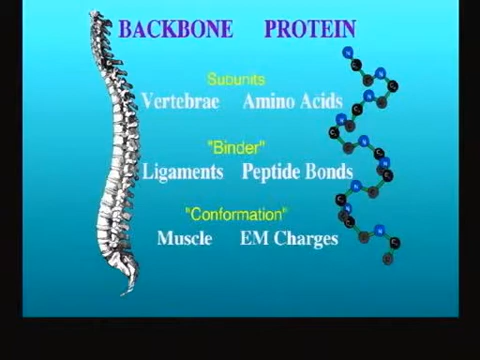 BACKBONE PROTEIN
Subunits
Vertebrae Amino Acids
"Binder"
Ligaments Peptide Bonds
"Conformation"
Muscle EM Charges